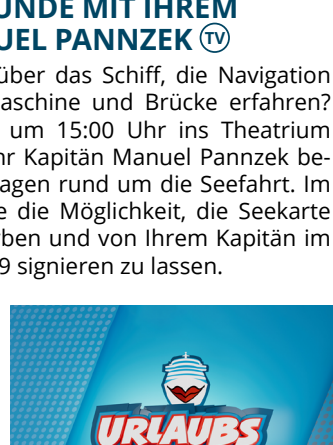 UNDE MIT IHREM
UEL PANNZEK TV
über das Schiff, die Navigation
aschine und Brücke erfahren?
um 15:00 Uhr ins Theatrium
hr Kapitän Manuel Pannzek be-
agen rund um die Seefahrt. Im
e die Möglichkeit, die Seekarte
rben und von Ihrem Kapitän im
9 signieren zu lassen.
URLAUBS